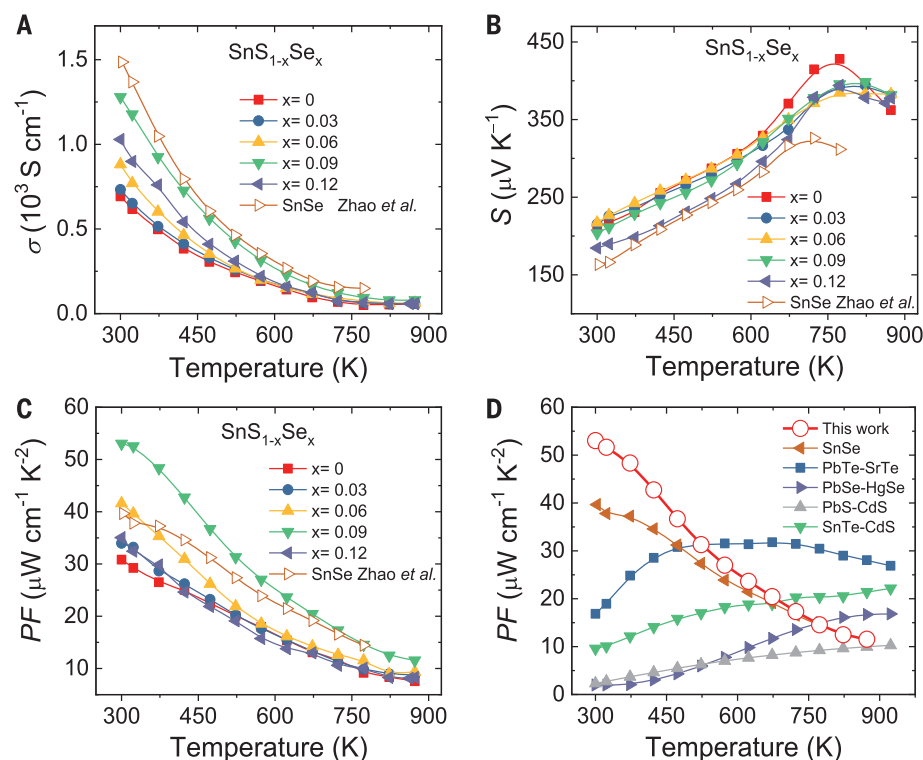 A
SnS1-xSex
x= 0
x= 0.03
x= 0.06
x= 0.09
x= 0.12
SnSe Zhao et al.
σ (10³ S cm⁻¹)
1.5
1.0
0.5
0.0
300 450 600 750 900
Temperature (K)
B
SnS1-xSex
x= 0
x= 0.03
x= 0.06
x= 0.09
x= 0.12
SnSe Zhao et al.
S (μV K⁻¹)
450
350
250
150
300 450 600 750 900
Temperature (K)
C
SnS1-xSex
x= 0
x= 0.03
x= 0.06
x= 0.09
x= 0.12
SnSe Zhao et al.
PF (μW cm⁻¹ K⁻²)
60
50
40
30
20
10
300 450 600 750 900
Temperature (K)
D
This work
SnSe
PbTe-SrTe
PbSe-HgSe
PbS-CdS
SnTe-CdS
PF (μW cm⁻¹ K⁻²)
60
50
40
30
20
10
0
300 450 600 750 900
Temperature (K)